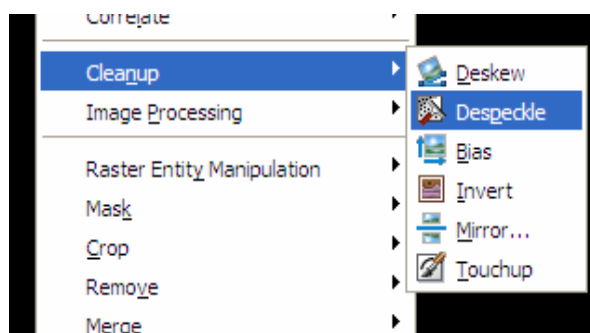 Correlate
Cleanup
Image Processing
Raster Entity Manipulation
Mask
Crop
Remove
Merge
Deskew
Despeckle
Bias
Invert
Mirror...
Touchup